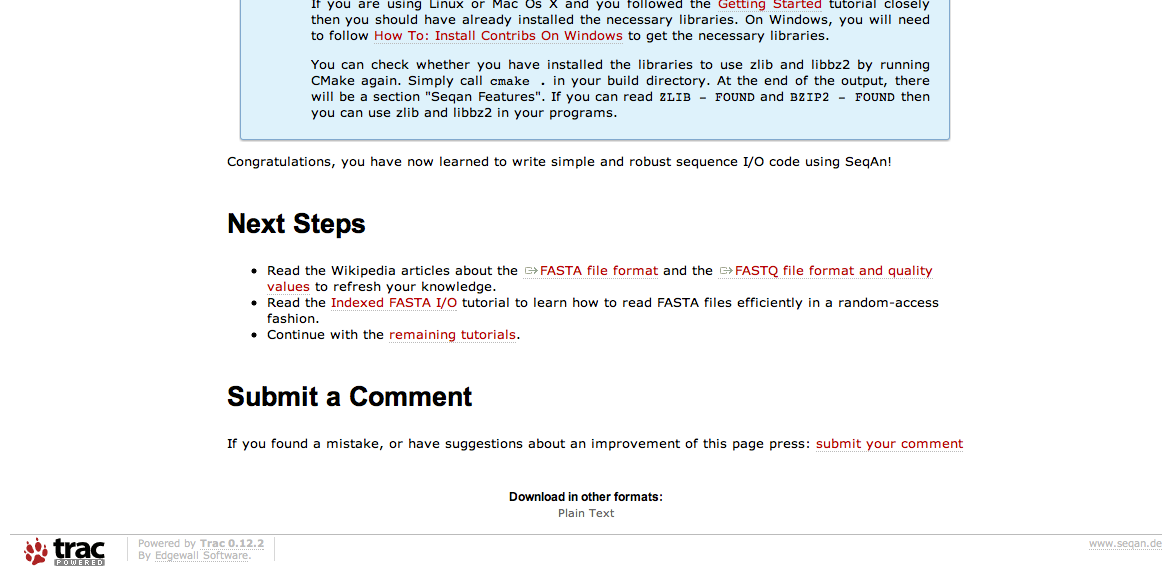 If you are using Linux or Mac Os X and you followed the Getting Started tutorial closely
then you should have already installed the necessary libraries. On Windows, you will need
to follow How To: Install Contribs On Windows to get the necessary libraries.
You can check whether you have installed the libraries to use zlib and libbz2 by running
CMake again. Simply call cmake . in your build directory. At the end of the output, there
will be a section "Seqan Features". If you can read ZLIB - FOUND and BZIP2 - FOUND then
you can use zlib and libbz2 in your programs.
Congratulations, you have now learned to write simple and robust sequence I/O code using SeqAn!
Next Steps
• Read the Wikipedia articles about the FASTA file format and the FASTQ file format and quality
values to refresh your knowledge.
• Read the Indexed FASTA I/O tutorial to learn how to read FASTA files efficiently in a random-access
fashion.
• Continue with the remaining tutorials.
Submit a Comment
If you found a mistake, or have suggestions about an improvement of this page press: submit your comment
Download in other formats:
Plain Text
trac
POWERED
Powered by Trac 0.12.2
By Edgewall Software.
www.seqan.de